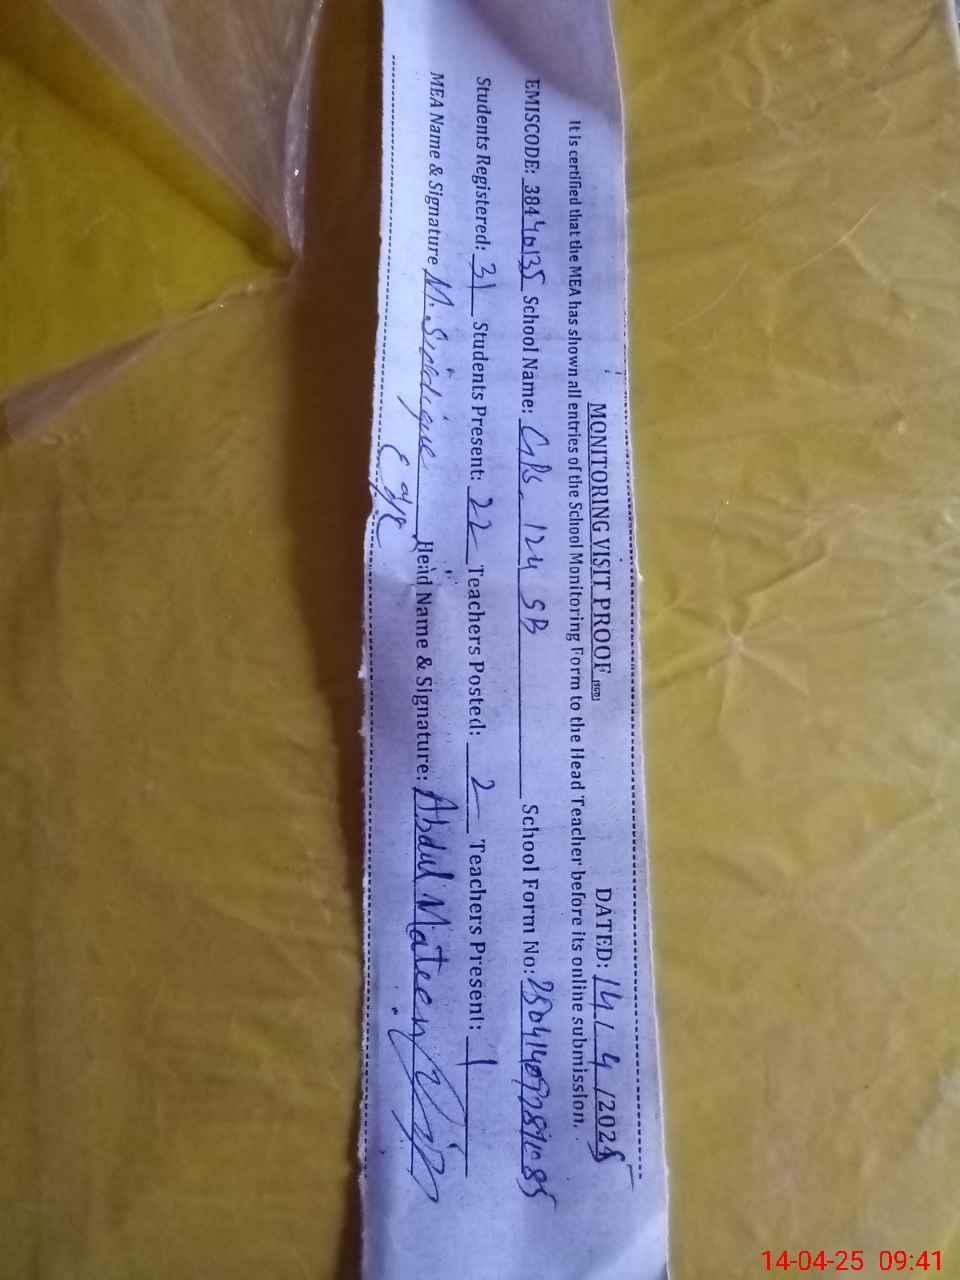 MONITORING VISIT PROOF DATED: 14 / 4 /2025
It is certified that the MEA has shown all entries of the School Monitoring Form to the Head Teacher before its online submission.
EMISCODE: 38440135 School Name: GPS, 124 SB School Form No:
Students Registered: 31 Students Present: 22 Teachers Posted: 2 Teachers Present: 1
MEA Name & Signature M. Siddique Head Name & Signature: Abdul Mateen
14-04-25 09:41